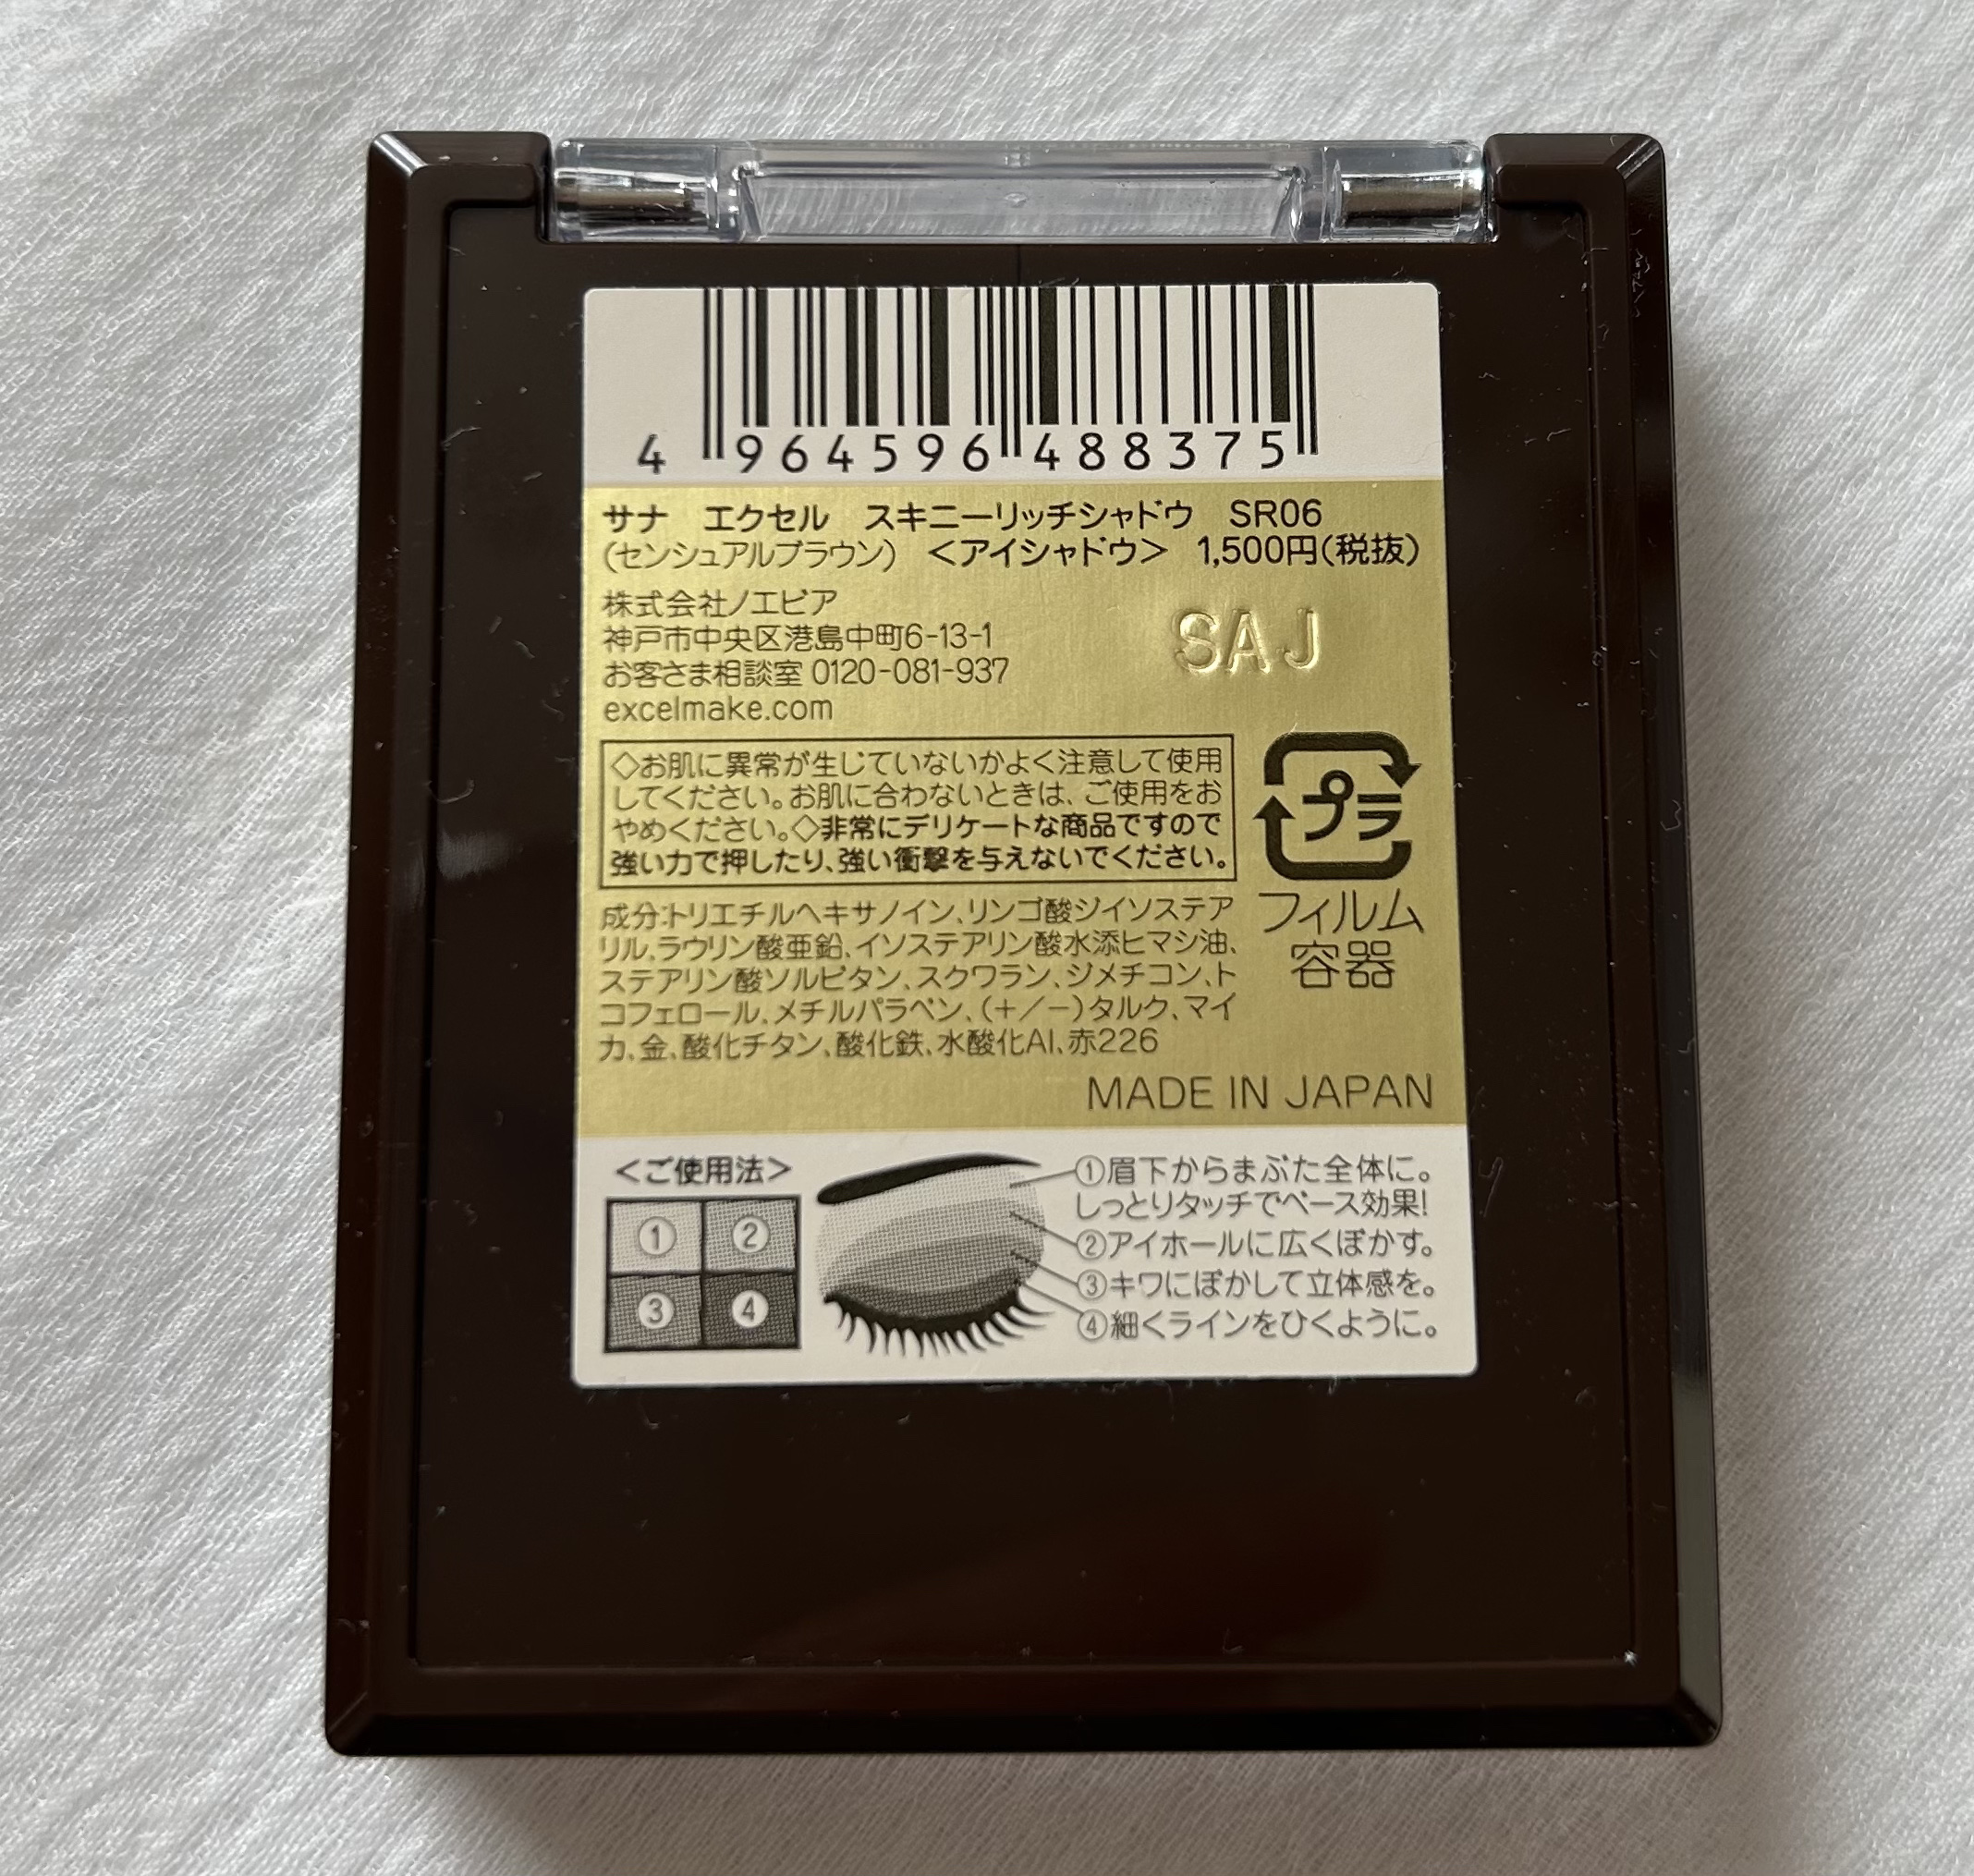 4 964596 488375
サナ エクセル スキニーリッチシャドウ SR06
(センシュアルブラウン) <アイシャドウ> 1,500円(税抜)
株式会社ノエビア
神戸市中央区港島中町6-13-1
お客さま相談室 0120-081-937
excelmake.com
SAJ
◇お肌に異常が生じていないかよく注意して使用
してください。お肌に合わないときは、ご使用をお
やめください。◇非常にデリケートな商品ですので
強い力で押したり、強い衝撃を与えないでください。
プラ
フィルム
容器
成分:トリエチルヘキサノイン、リンゴ酸ジイソステア
リル、ラウリン酸亜鉛、イソステアリン酸水添ヒマシ油、
ステアリン酸ソルビタン、スクワラン、ジメチコン、ト
コフェロール、メチルパラベン、(+/−)タルク、マイ
カ、金、酸化チタン、酸化鉄、水酸化Al、赤226
MADE IN JAPAN
<ご使用法>
① ②
③ ④
①眉下からまぶた全体に。
しっとりタッチでベース効果!
②アイホールに広くぼかす。
③キワにぼかして立体感を。
④細くラインをひくように。